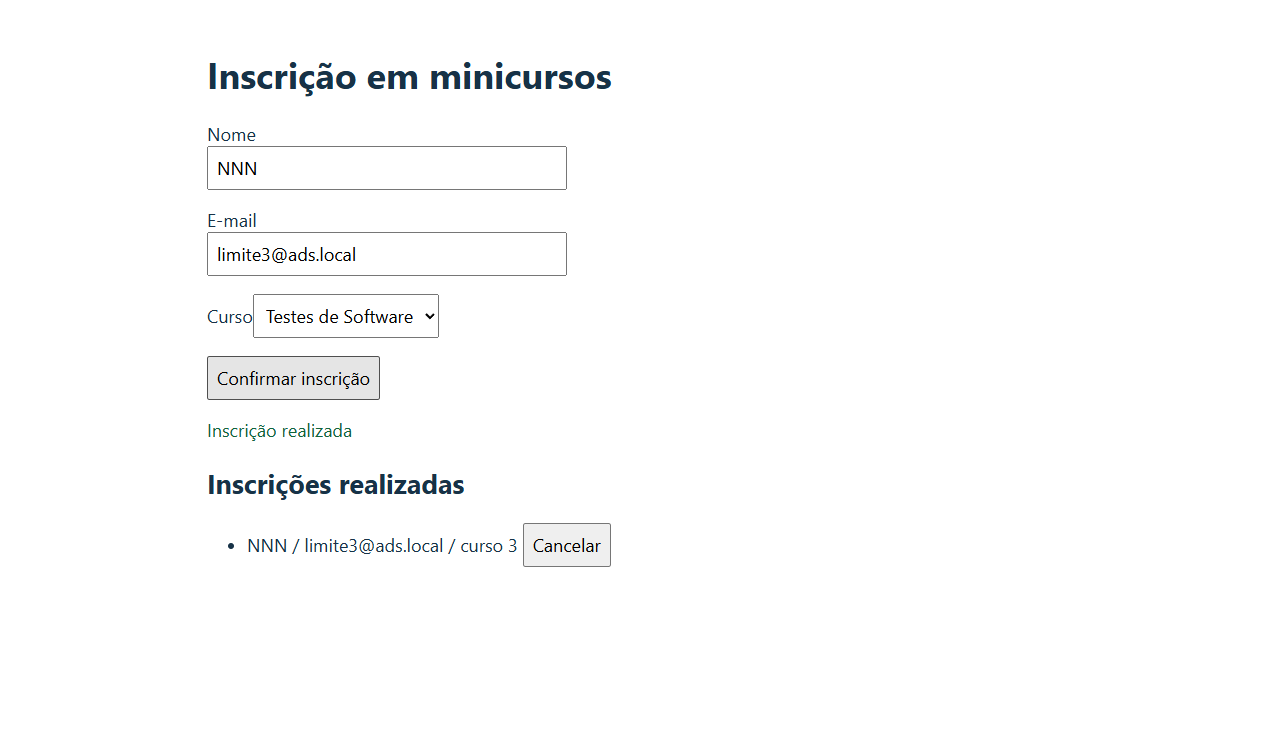 Inscrição em minicursos
Nome
NNN
E-mail
limite3@ads.local
Curso Testes de Software
Confirmar inscrição
Inscrição realizada
Inscrições realizadas
• NNN / limite3@ads.local / curso 3 Cancelar